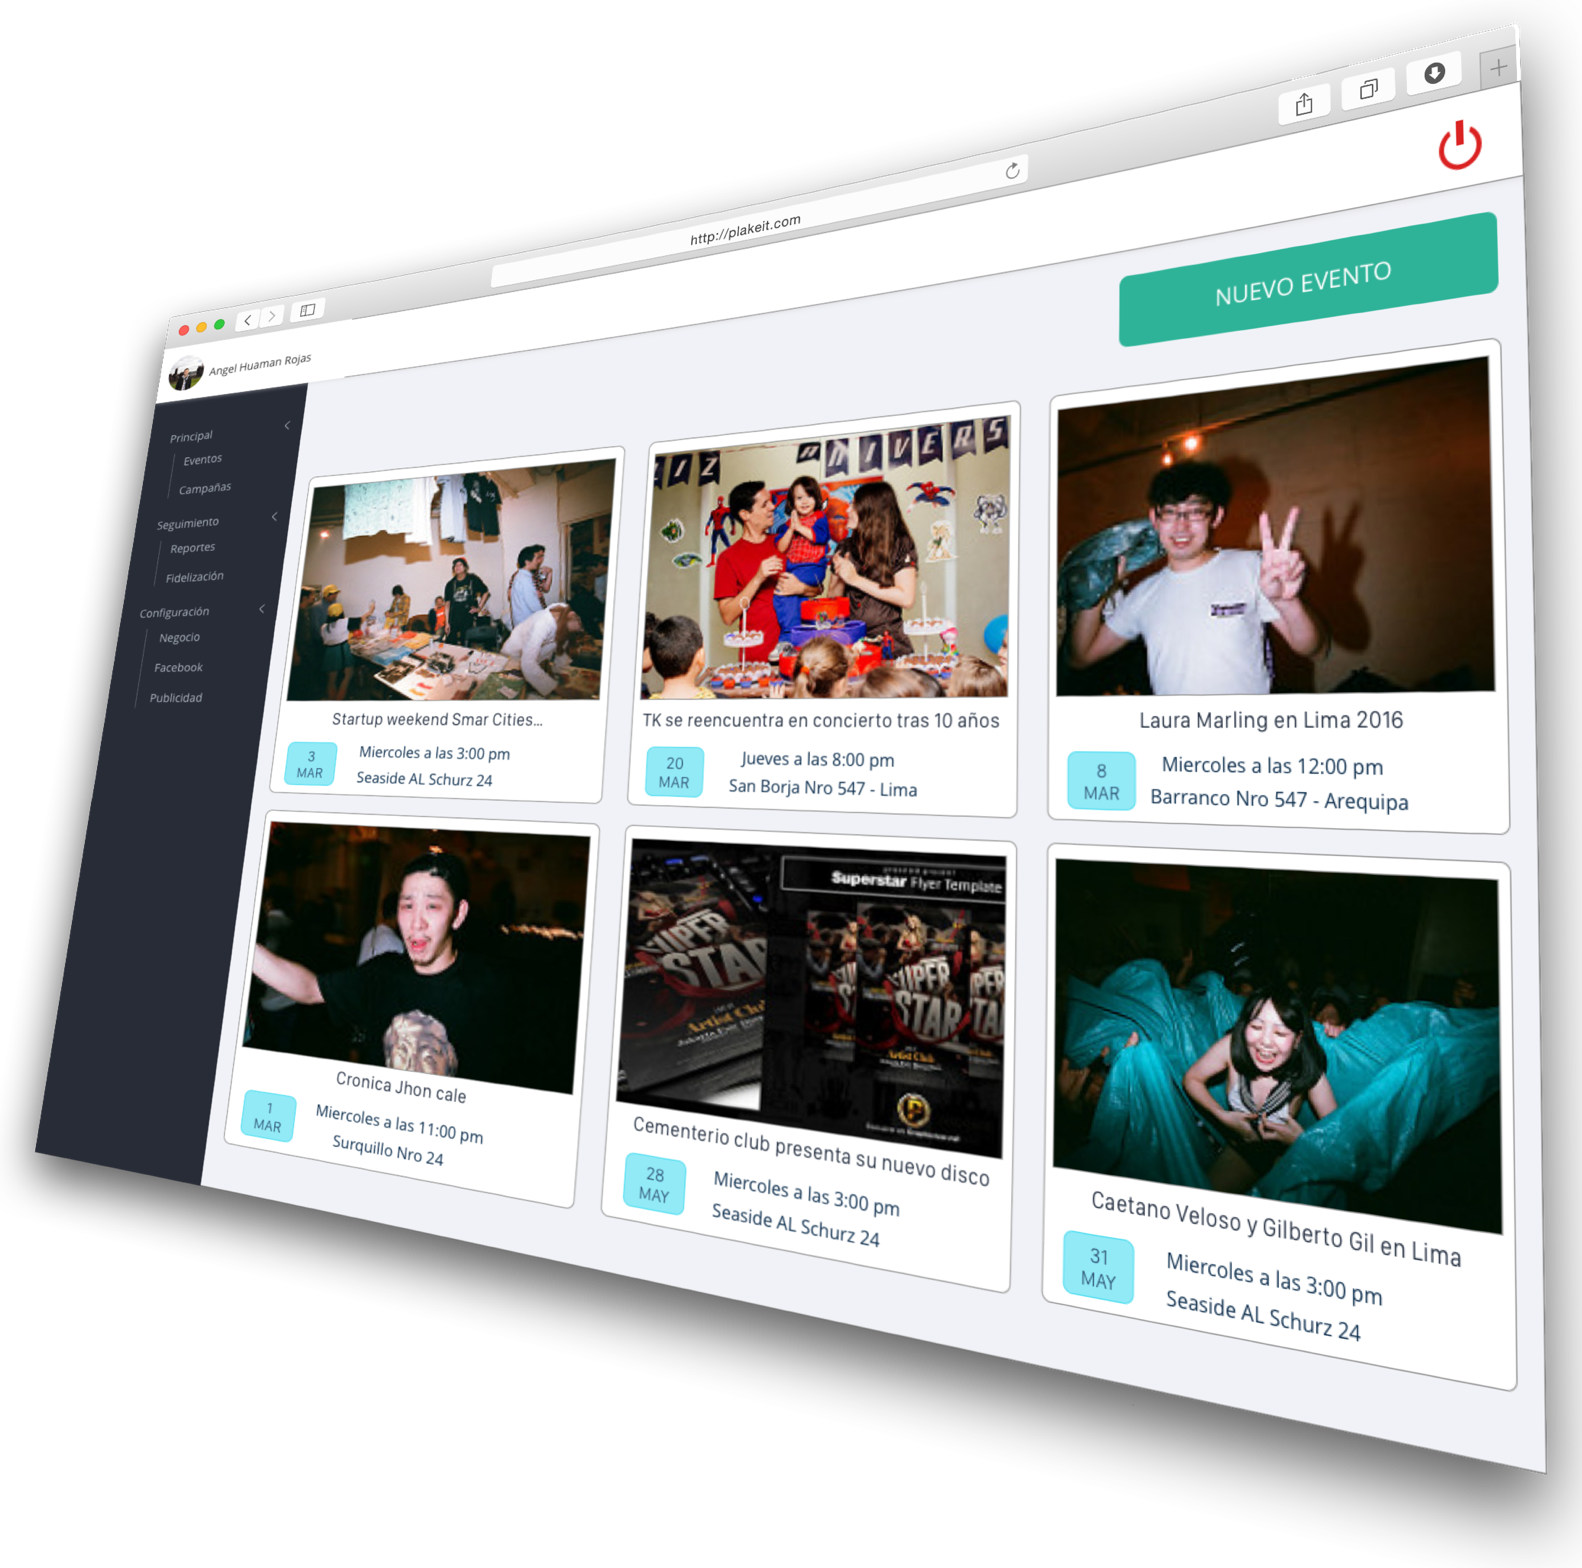 http://plakeit.com
Angel Huaman Rojas
NUEVO EVENTO
Principal
Eventos
Campañas
Seguimiento
Reportes
Fidelización
Configuración
Negocio
Facebook
Publicidad
LIZ ANIVERS
Startup weekend Smar Cities...
3
MAR
Miercoles a las 3:00 pm
Seaside AL Schurz 24
TK se reencuentra en concierto tras 10 años
20
MAR
Jueves a las 8:00 pm
San Borja Nro 547 - Lima
Laura Marling en Lima 2016
8
MAR
Miercoles a las 12:00 pm
Barranco Nro 547 - Arequipa
Cronica Jhon cale
1
MAR
Miercoles a las 11:00 pm
Surquillo Nro 24
Superstar Flyer Template
SUPER
STAR
Artist Club
Cementerio club presenta su nuevo disco
28
MAY
Miercoles a las 3:00 pm
Seaside AL Schurz 24
Caetano Veloso y Gilberto Gil en Lima
31
MAY
Miercoles a las 3:00 pm
Seaside AL Schurz 24